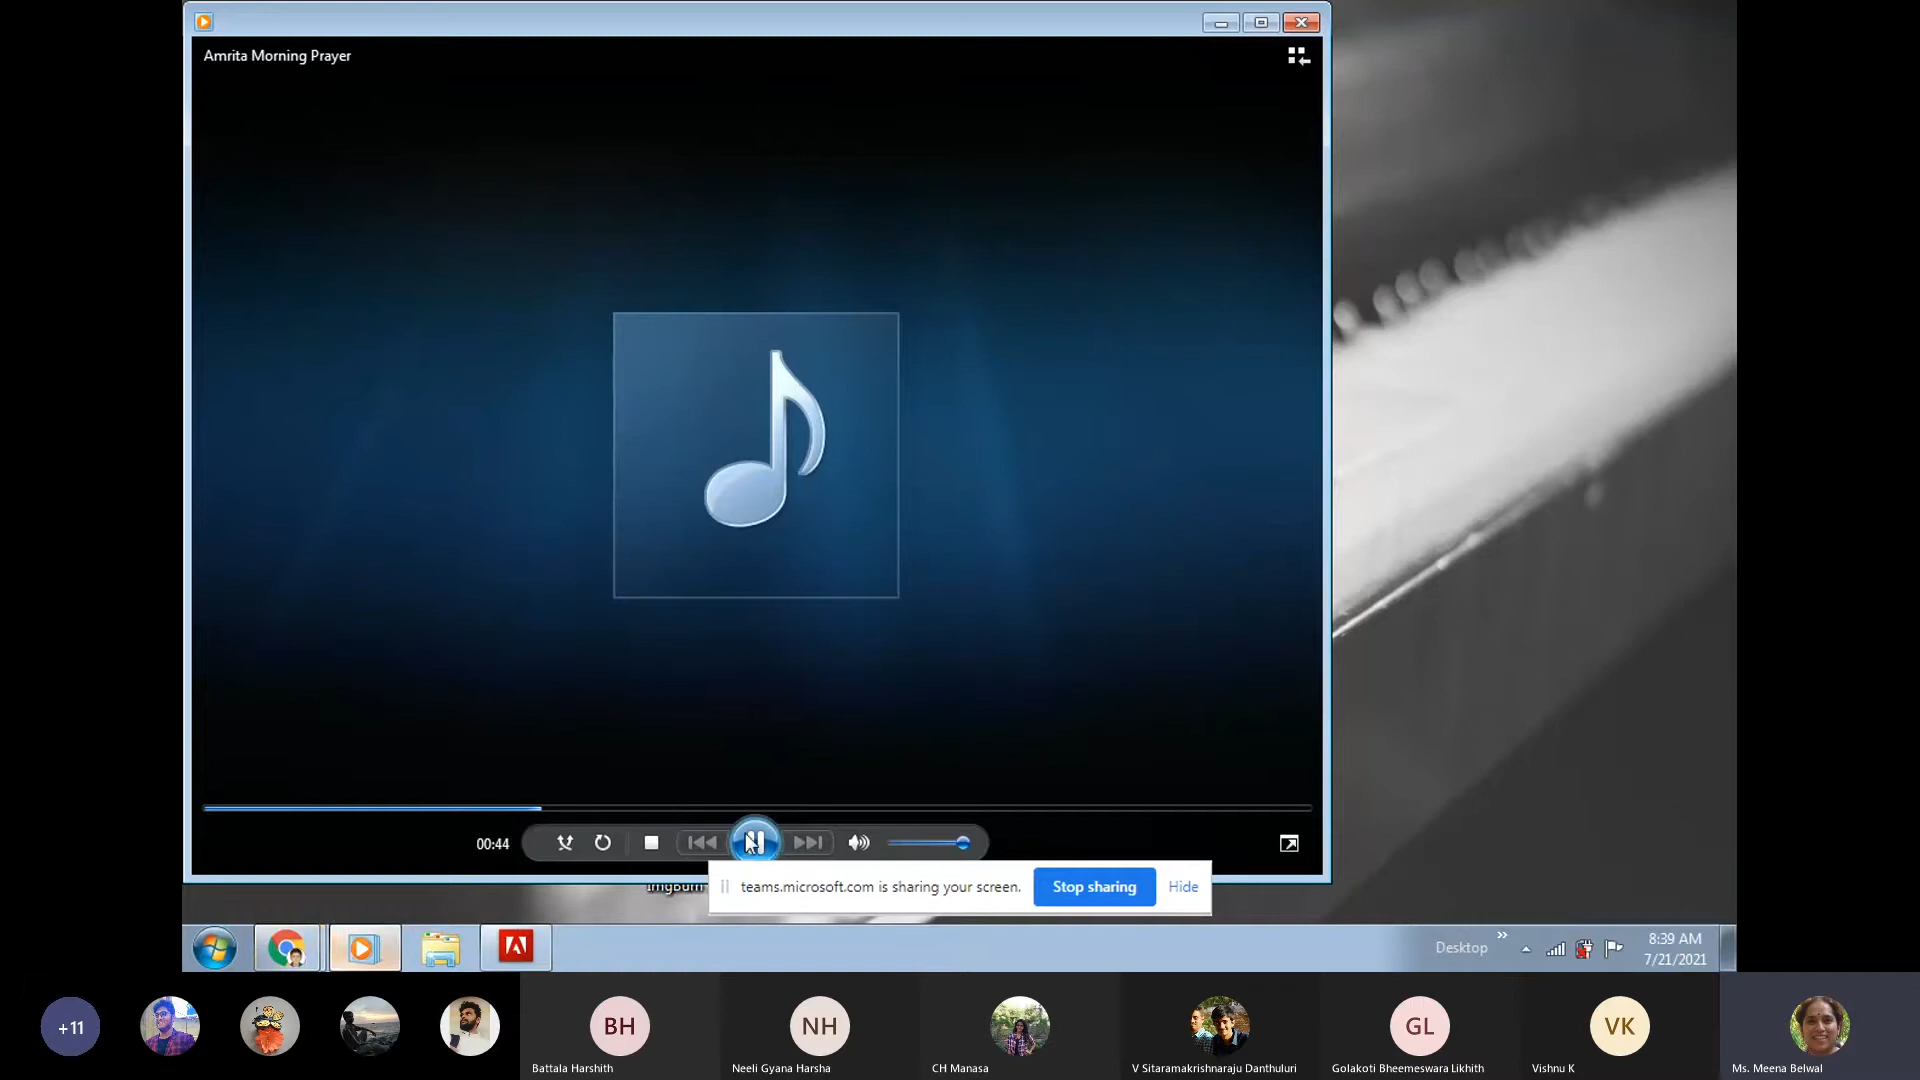 Amrita Morning Prayer
00:44
ImgBurn
teams.microsoft.com is sharing your screen.
Stop sharing
Hide
Desktop
8:39 AM
7/21/2021
+11
BH
NH
GL
VK
Battala Harshith
Neeli Gyana Harsha
CH Manasa
V Sitaramakrishnaraju Danthuluri
Golakoti Bheemeswara Likhith
Vishnu K
Ms. Meena Belwal